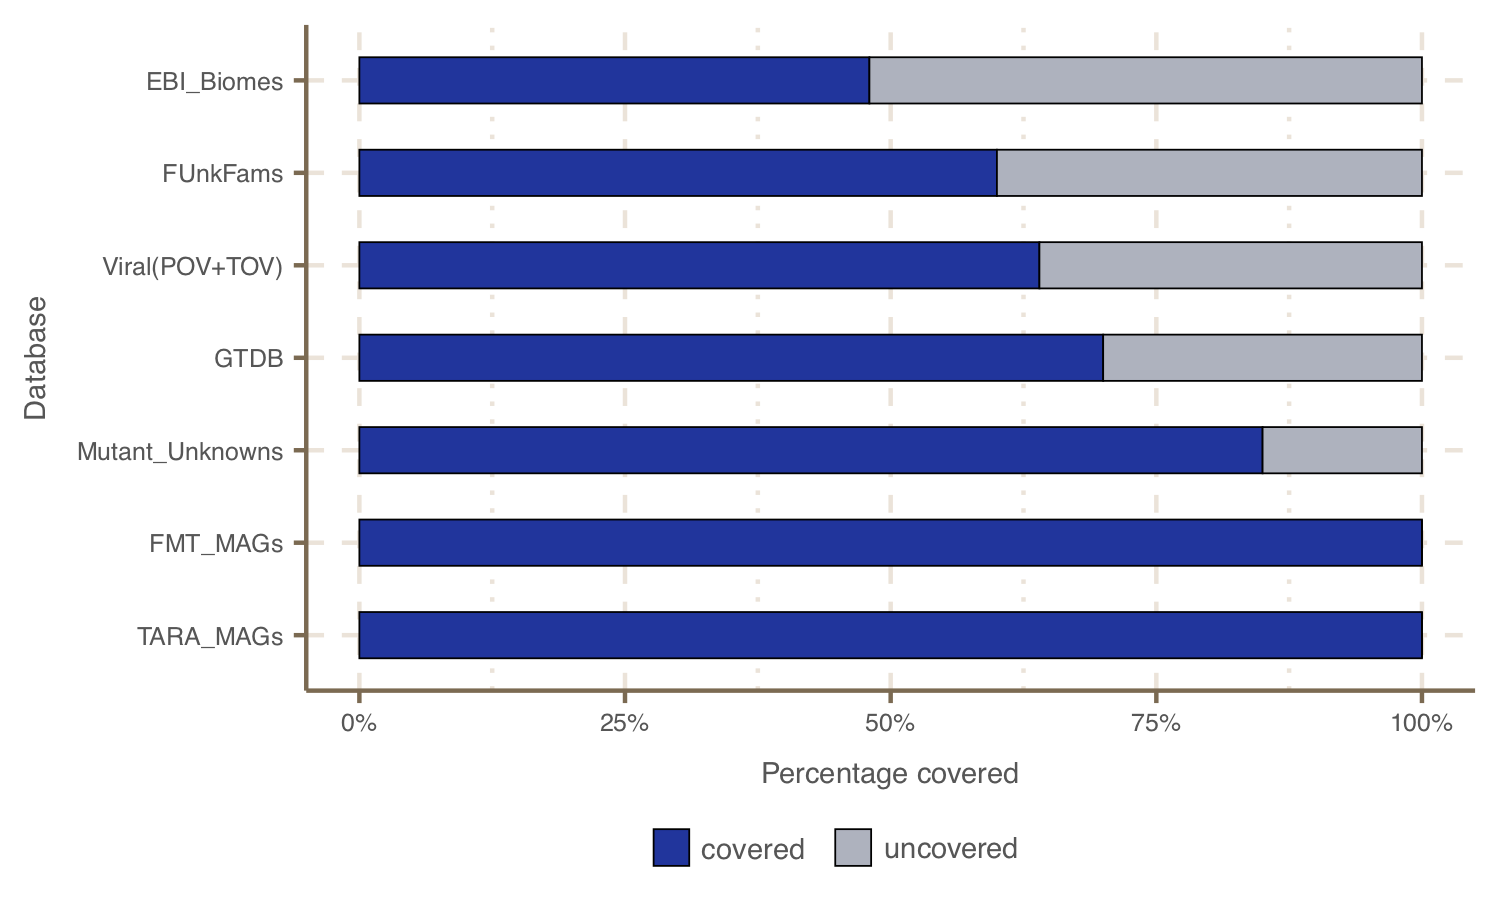 EBI_Biomes
FUnkFams
Viral(POV+TOV)
GTDB
Mutant_Unknowns
FMT_MAGs
TARA_MAGs
Database
0% 25% 50% 75% 100%
Percentage covered
covered uncovered